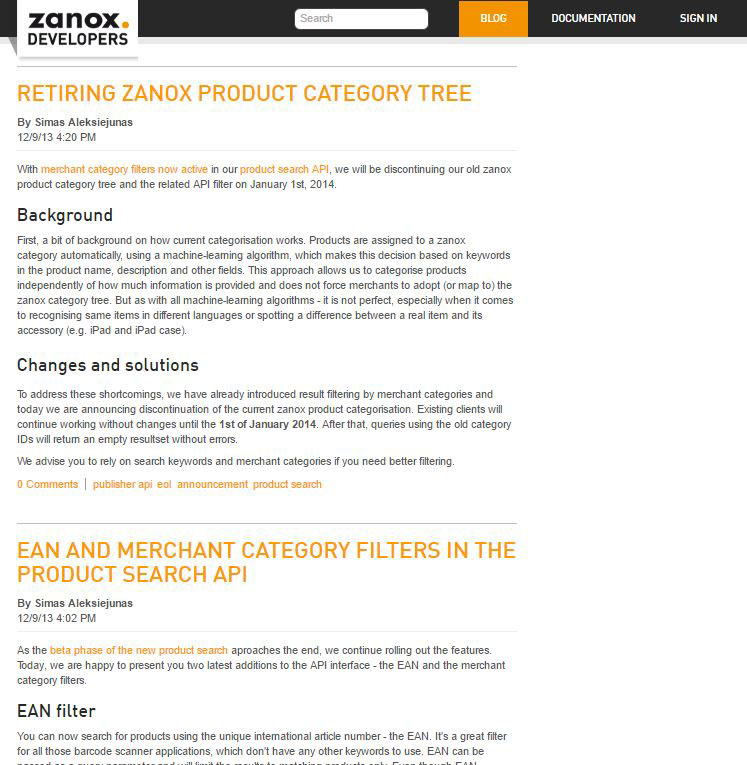 zanox.
DEVELOPERS
Search
BLOG
DOCUMENTATION
SIGN IN
RETIRING ZANOX PRODUCT CATEGORY TREE
By Simas Aleksiejunas
12/9/13 4:20 PM
With merchant category filters now active in our product search API, we will be discontinuing our old zanox
product category tree and the related API filter on January 1st, 2014.
Background
First, a bit of background on how current categorisation works. Products are assigned to a zanox
category automatically, using a machine-learning algorithm, which makes this decision based on keywords
in the product name, description and other fields. This approach allows us to categorise products
independently of how much information is provided and does not force merchants to adopt (or map to) the
zanox category tree. But as with all machine-learning algorithms - it is not perfect, especially when it comes
to recognising same items in different languages or spotting a difference between a real item and its
accessory (e.g. iPad and iPad case).
Changes and solutions
To address these shortcomings, we have already introduced result filtering by merchant categories and
today we are announcing discontinuation of the current zanox product categorisation. Existing clients will
continue working without changes until the 1st of January 2014. After that, queries using the old category
IDs will return an empty resultset without errors.
We advise you to rely on search keywords and merchant categories if you need better filtering.
0 Comments | publisher api eol announcement product search
EAN AND MERCHANT CATEGORY FILTERS IN THE
PRODUCT SEARCH API
By Simas Aleksiejunas
12/9/13 4:02 PM
As the beta phase of the new product search aproaches the end, we continue rolling out the features.
Today, we are happy to present you two latest additions to the API interface - the EAN and the merchant
category filters.
EAN filter
You can now search for products using the unique international article number - the EAN. It's a great filter
for all those barcode scanner applications, which don't have any other keywords to use. EAN can be